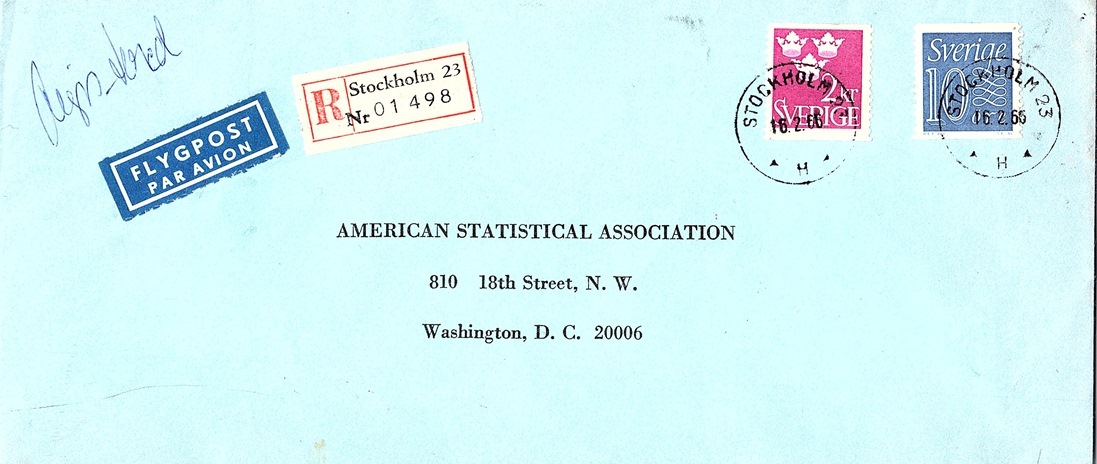 Registered
FLYGPOST
PAR AVION
R
Stockholm 23
Nr 01 498
2 kr
SVERIGE
STOCKHOLM 23
16.2.66
H
Sverige
10
STOCKHOLM 23
16.2.66
H
AMERICAN STATISTICAL ASSOCIATION
810 18th Street, N. W.
Washington, D. C. 20006